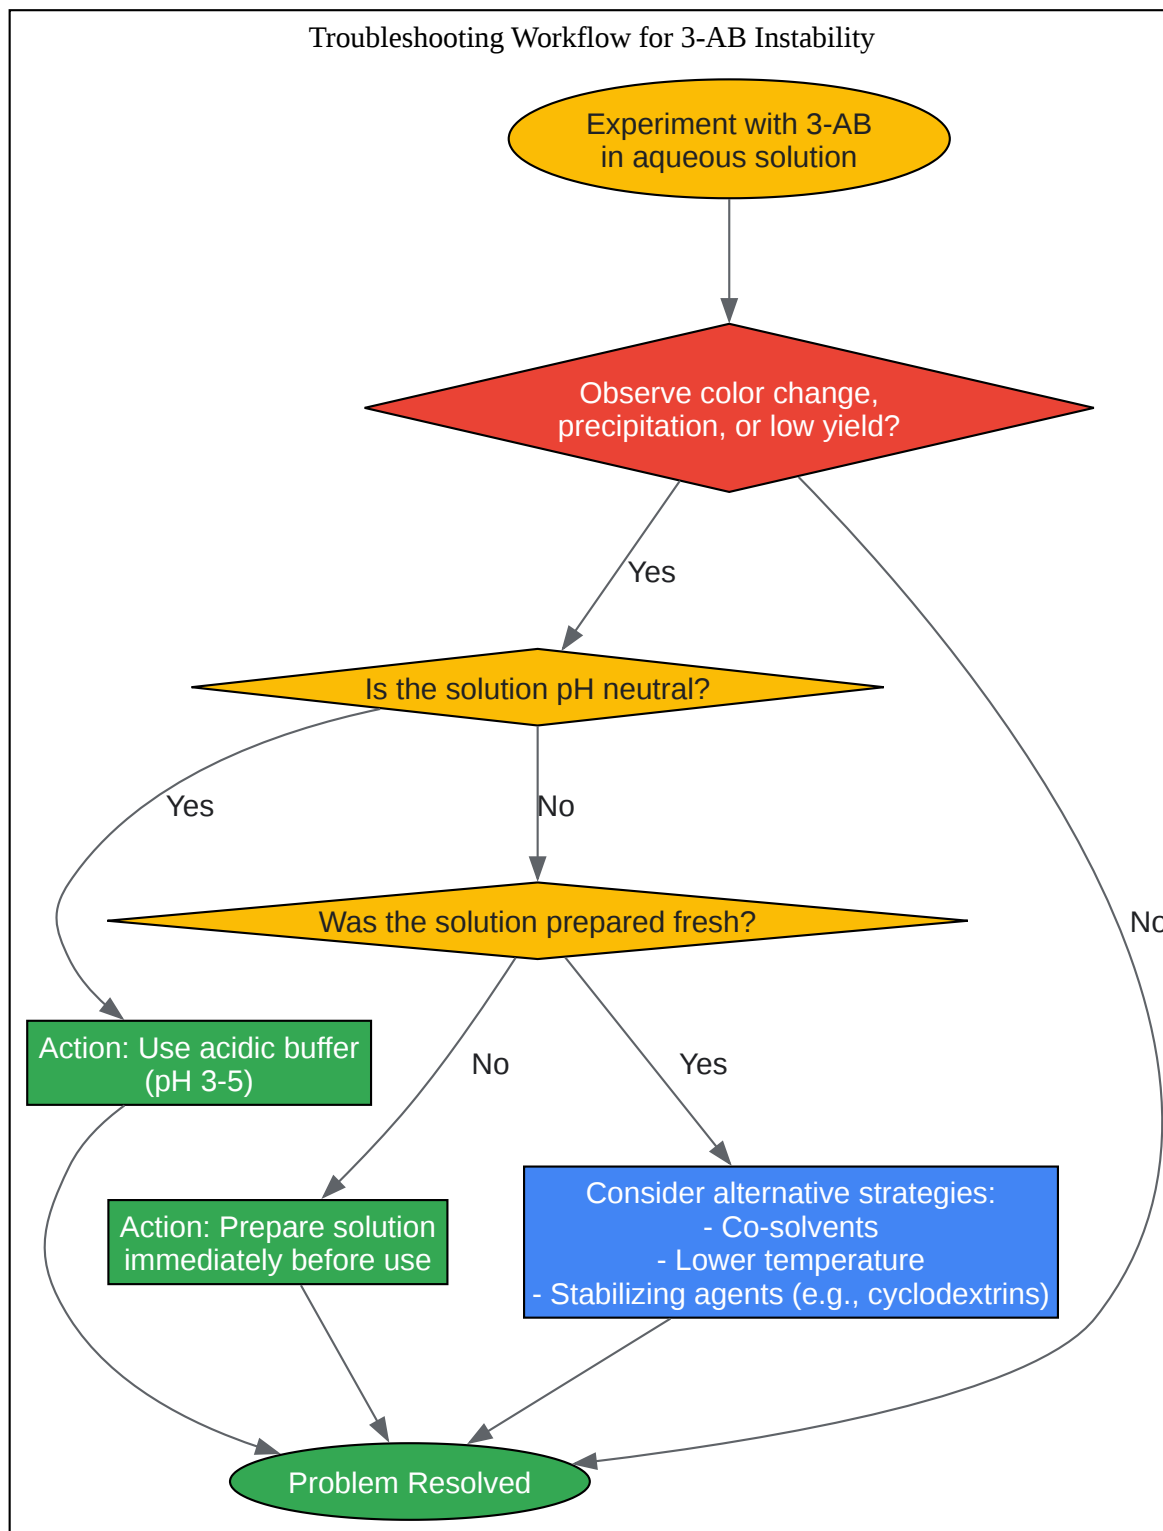 Troubleshooting Workflow for 3-AB Instability
Experiment with 3-AB
in aqueous solution
Observe color change,
precipitation, or low yield?
Yes
Is the solution pH neutral?
Yes
No
Was the solution prepared fresh?
No
Action: Use acidic buffer
(pH 3-5)
No
Yes
Action: Prepare solution
immediately before use
Consider alternative strategies:
- Co-solvents
- Lower temperature
- Stabilizing agents (e.g., cyclodextrins)
Problem Resolved